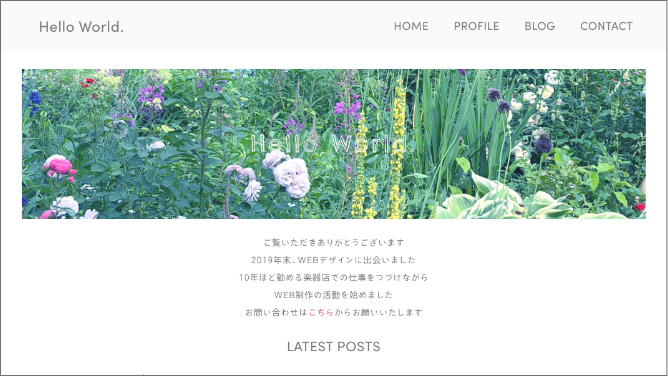 Hello World.
HOME PROFILE BLOG CONTACT
Hello World.
ご覧いただきありがとうございます
2019年末、WEBデザインに出会いました
10年ほど勤める楽器店での仕事をつづけながら
WEB制作の活動を始めました
お問い合わせはこちらからお願いいたします
LATEST POSTS